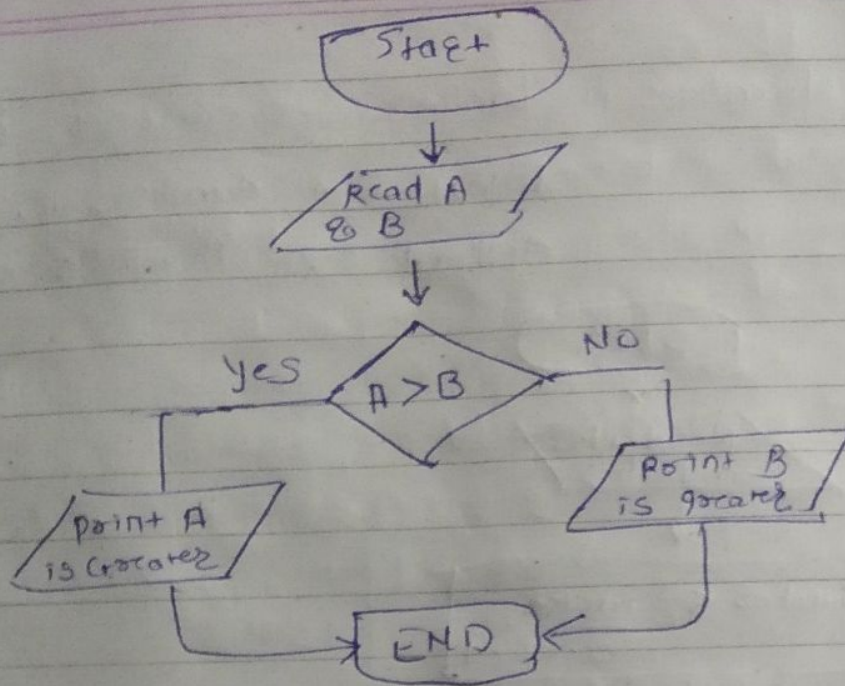 Start
Read A
& B
A > B
Yes
No
print A
is Greater
print B
is greater
END